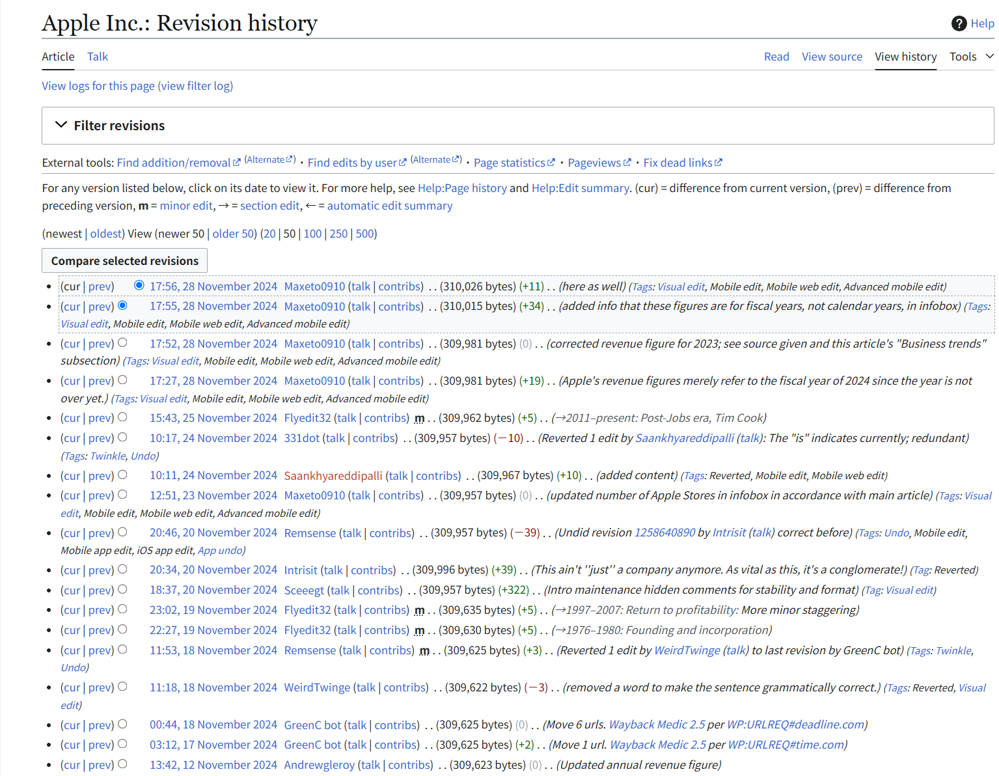 Apple Inc.: Revision history
Help
Article Talk Read View source View history Tools
View logs for this page (view filter log)
Filter revisions
External tools: Find addition/removal (Alternate) · Find edits by user (Alternate) · Page statistics · Pageviews · Fix dead links
For any version listed below, click on its date to view it. For more help, see Help:Page history and Help:Edit summary. (cur) = difference from current version, (prev) = difference from
preceding version, m = minor edit, → = section edit, ← = automatic edit summary
(newest | oldest) View (newer 50 | older 50) (20 | 50 | 100 | 250 | 500)
Compare selected revisions
(cur | prev) 17:56, 28 November 2024 Maxeto0910 (talk | contribs) . . (310,026 bytes) (+11) . . (here as well) (Tags: Visual edit, Mobile edit, Mobile web edit, Advanced mobile edit)
(cur | prev) 17:55, 28 November 2024 Maxeto0910 (talk | contribs) . . (310,015 bytes) (+34) . . (added info that these figures are for fiscal years, not calendar years, in infobox) (Tags:
Visual edit, Mobile edit, Mobile web edit, Advanced mobile edit)
(cur | prev) 17:52, 28 November 2024 Maxeto0910 (talk | contribs) . . (309,981 bytes) (0) . . (corrected revenue figure for 2023; see source given and this article's "Business trends"
subsection) (Tags: Visual edit, Mobile edit, Mobile web edit, Advanced mobile edit)
(cur | prev) 17:27, 28 November 2024 Maxeto0910 (talk | contribs) . . (309,981 bytes) (+19) . . (Apple's revenue figures merely refer to the fiscal year of 2024 since the year is not
over yet.) (Tags: Visual edit, Mobile edit, Mobile web edit, Advanced mobile edit)
(cur | prev) 15:43, 25 November 2024 Flyedit32 (talk | contribs) m . . (309,962 bytes) (+5) . . (→2011–present: Post-Jobs era, Tim Cook)
(cur | prev) 10:17, 24 November 2024 331dot (talk | contribs) . . (309,957 bytes) (−10) . . (Reverted 1 edit by Saankhyareddipalli (talk): The "is" indicates currently; redundant)
(Tags: Twinkle, Undo)
(cur | prev) 10:11, 24 November 2024 Saankhyareddipalli (talk | contribs) . . (309,967 bytes) (+10) . . (added content) (Tags: Reverted, Mobile edit, Mobile web edit)
(cur | prev) 12:51, 23 November 2024 Maxeto0910 (talk | contribs) . . (309,957 bytes) (0) . . (updated number of Apple Stores in infobox in accordance with main article) (Tags: Visual
edit, Mobile edit, Mobile web edit, Advanced mobile edit)
(cur | prev) 20:46, 20 November 2024 Remsense (talk | contribs) . . (309,957 bytes) (−39) . . (Undid revision 1258640890 by Intrisit (talk) correct before) (Tags: Undo, Mobile edit,
Mobile app edit, iOS app edit, App undo)
(cur | prev) 20:34, 20 November 2024 Intrisit (talk | contribs) . . (309,996 bytes) (+39) . . (This ain't ''just'' a company anymore. As vital as this, it's a conglomerate!) (Tag: Reverted)
(cur | prev) 18:37, 20 November 2024 Sceeegt (talk | contribs) . . (309,957 bytes) (+322) . . (Intro maintenance hidden comments for stability and format) (Tag: Visual edit)
(cur | prev) 23:02, 19 November 2024 Flyedit32 (talk | contribs) m . . (309,635 bytes) (+5) . . (→1997–2007: Return to profitability: More minor staggering)
(cur | prev) 22:27, 19 November 2024 Flyedit32 (talk | contribs) m . . (309,630 bytes) (+5) . . (→1976–1980: Founding and incorporation)
(cur | prev) 11:53, 18 November 2024 Remsense (talk | contribs) m . . (309,625 bytes) (+3) . . (Reverted 1 edit by WeirdTwinge (talk) to last revision by GreenC bot) (Tags: Twinkle,
Undo)
(cur | prev) 11:18, 18 November 2024 WeirdTwinge (talk | contribs) . . (309,622 bytes) (−3) . . (removed a word to make the sentence grammatically correct.) (Tags: Reverted, Visual
edit)
(cur | prev) 00:44, 18 November 2024 GreenC bot (talk | contribs) . . (309,625 bytes) (0) . . (Move 6 urls. Wayback Medic 2.5 per WP:URLREQ#deadline.com)
(cur | prev) 03:12, 17 November 2024 GreenC bot (talk | contribs) . . (309,625 bytes) (+2) . . (Move 1 url. Wayback Medic 2.5 per WP:URLREQ#time.com)
(cur | prev) 13:42, 12 November 2024 Andrewgleroy (talk | contribs) . . (309,623 bytes) (0) . . (Updated annual revenue figure)